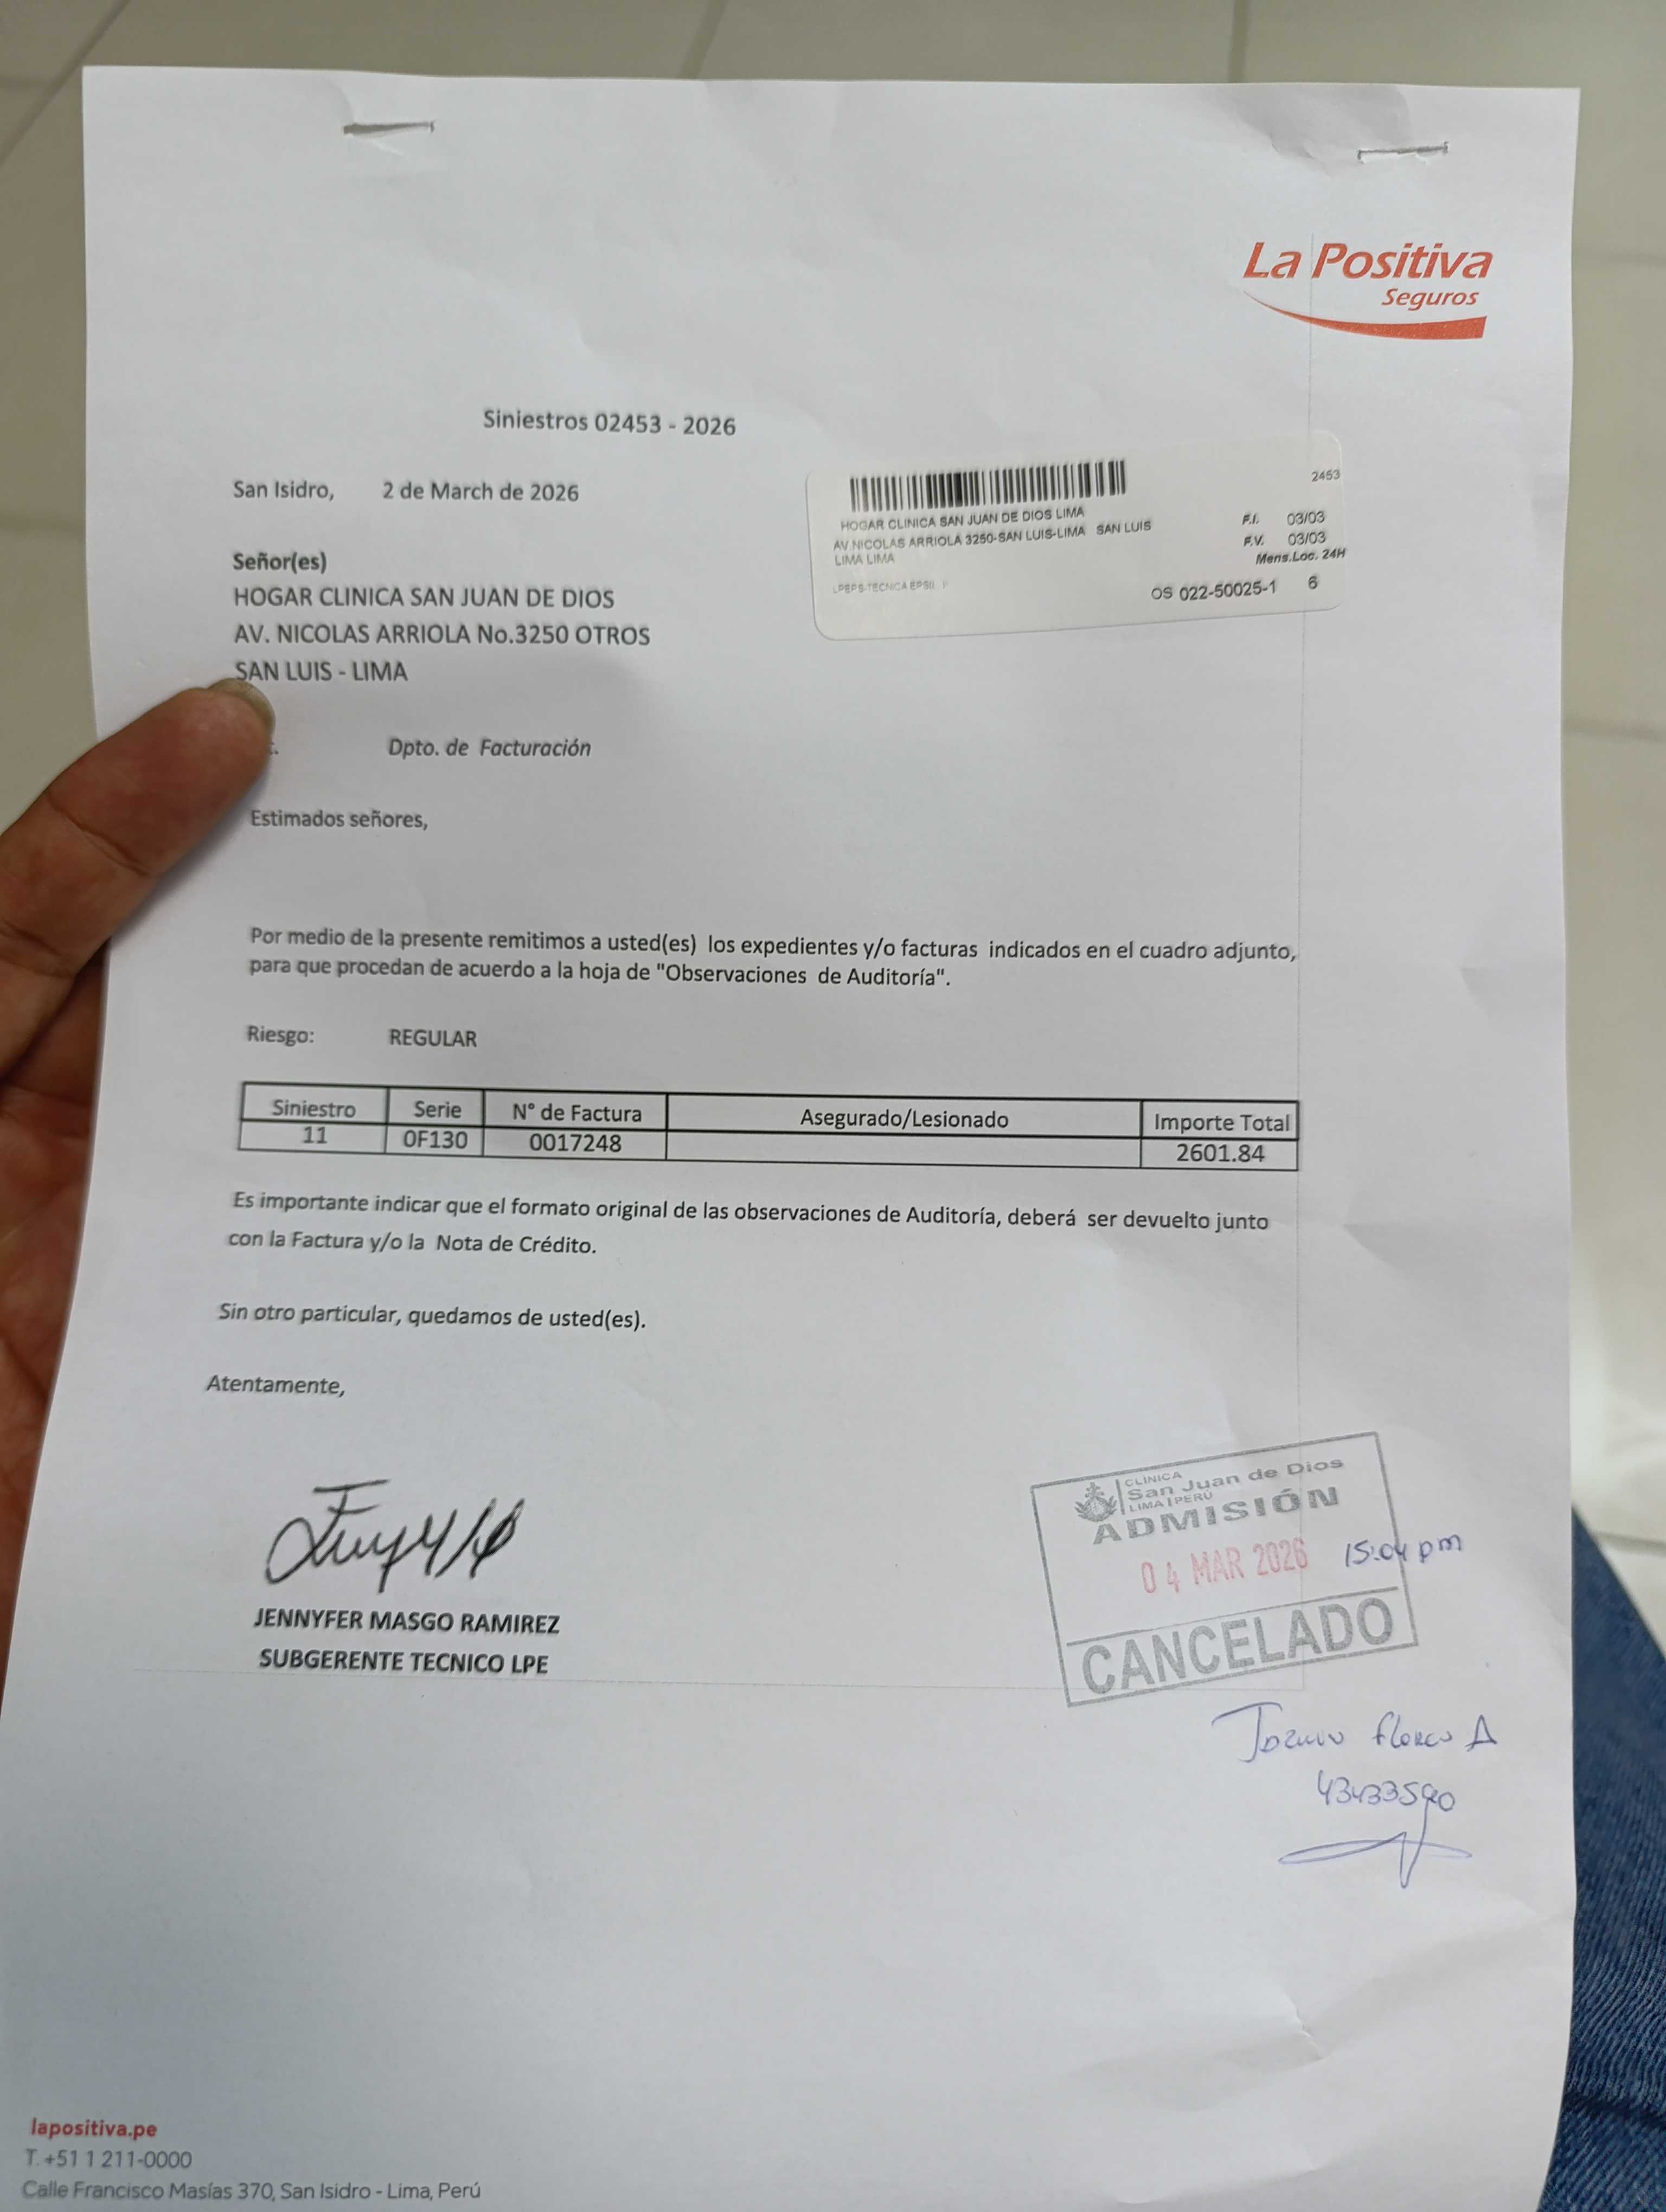 La Positiva
Seguros
Siniestros 02453 - 2026
San Isidro, 2 de March de 2026
2453
HOGAR CLINICA SAN JUAN DE DIOS LIMA
AV.NICOLAS ARRIOLA 3250-SAN LUIS-LIMA SAN LUIS
LIMA LIMA
F.I. 03/03
F.V. 03/03
Mens.Loc. 24H
OS 022-50025-1 6
Señor(es)
HOGAR CLINICA SAN JUAN DE DIOS
AV. NICOLAS ARRIOLA No.3250 OTROS
SAN LUIS - LIMA
Dpto. de Facturación
Estimados señores,
Por medio de la presente remitimos a usted(es) los expedientes y/o facturas indicados en el cuadro adjunto,
para que procedan de acuerdo a la hoja de "Observaciones de Auditoría".
Riesgo: REGULAR
Siniestro Serie N° de Factura Asegurado/Lesionado Importe Total
11 0F130 0017248 2601.84
Es importante indicar que el formato original de las observaciones de Auditoría, deberá ser devuelto junto
con la Factura y/o la Nota de Crédito.
Sin otro particular, quedamos de usted(es).
Atentamente,
JENNYFER MASGO RAMIREZ
SUBGERENTE TECNICO LPE
CLINICA
San Juan de Dios
LIMA | PERÚ
ADMISIÓN
04 MAR 2026 15:04 pm
CANCELADO
A
lapositiva.pe
T. +51 1 211-0000
Calle Francisco Masías 370, San Isidro - Lima, Perú